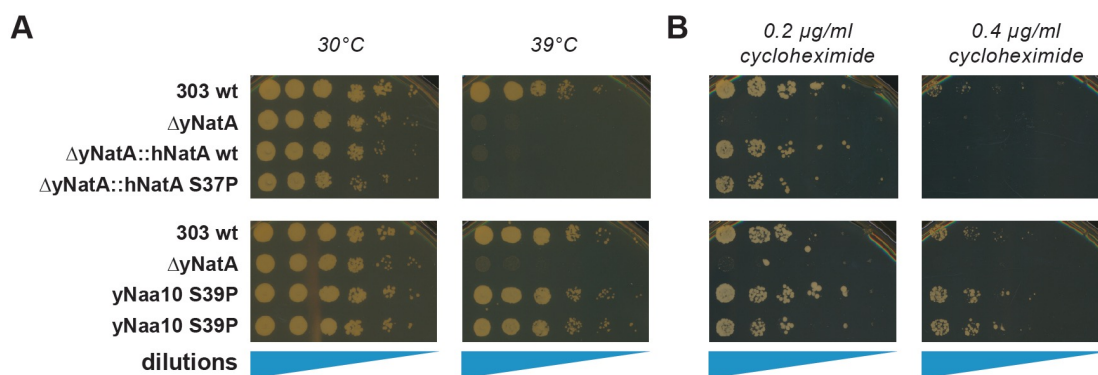 A
B
30°C
39°C
0.2 µg/ml
cycloheximide
0.4 µg/ml
cycloheximide
303 wt
ΔyNatA
ΔyNatA::hNatA wt
ΔyNatA::hNatA S37P
303 wt
ΔyNatA
yNaa10 S39P
yNaa10 S39P
dilutions